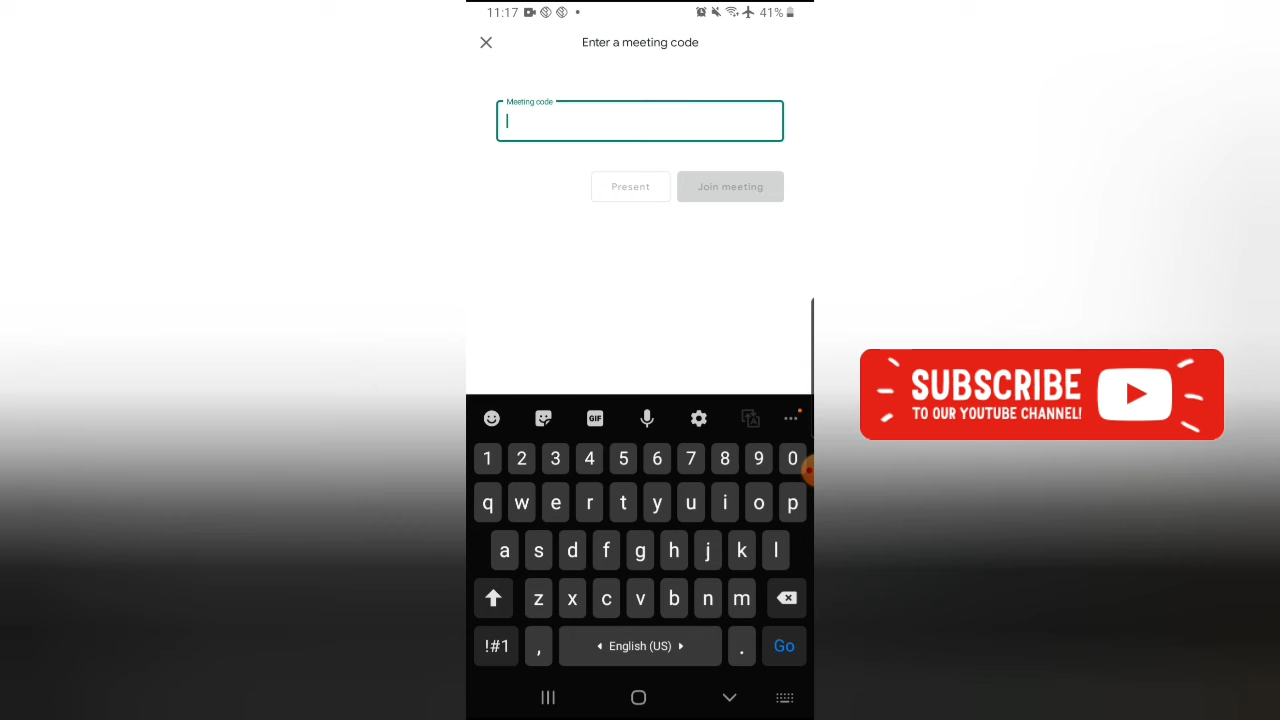 11:17
41%
Enter a meeting code
Meeting code
Present
Join meeting
SUBSCRIBE
TO OUR YOUTUBE CHANNEL!
GIF
1 2 3 4 5 6 7 8 9 0
q w e r t y u i o p
a s d f g h j k l
z x c v b n m
!#1 , English (US) . Go